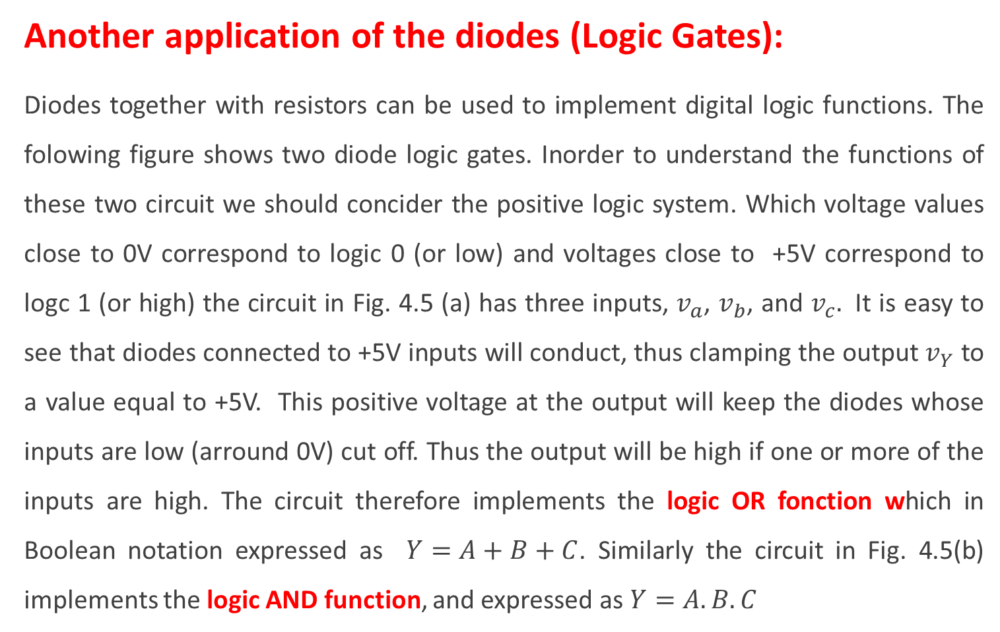 Another application of the diodes (Logic Gates):
Diodes together with resistors can be used to implement digital logic functions. The
folowing figure shows two diode logic gates. Inorder to understand the functions of
these two circuit we should concider the positive logic system. Which voltage values
close to 0V correspond to logic 0 (or low) and voltages close to +5V correspond to
logc 1 (or high) the circuit in Fig. 4.5 (a) has three inputs, v_a, v_b, and v_c. It is easy to
see that diodes connected to +5V inputs will conduct, thus clamping the output v_Y to
a value equal to +5V. This positive voltage at the output will keep the diodes whose
inputs are low (arround 0V) cut off. Thus the output will be high if one or more of the
inputs are high. The circuit therefore implements the logic OR fonction which in
Boolean notation expressed as Y = A + B + C. Similarly the circuit in Fig. 4.5(b)
implements the logic AND function, and expressed as Y = A. B. C